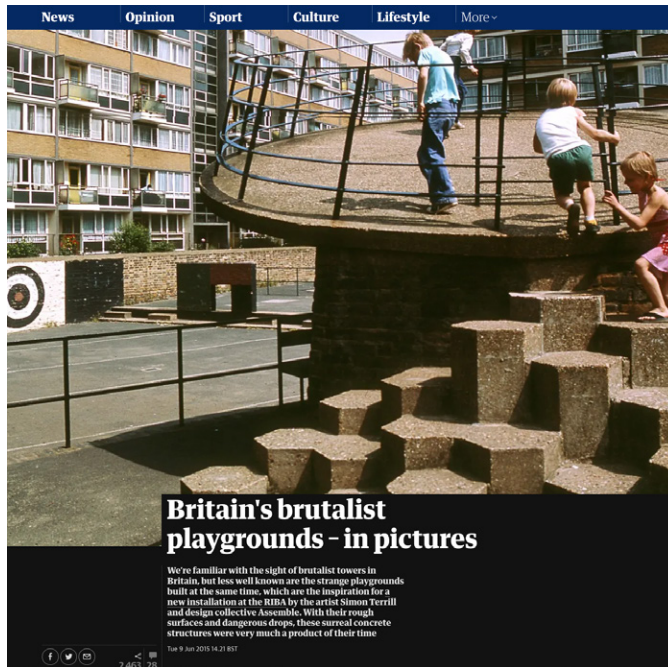 News Opinion Sport Culture Lifestyle More
Britain's brutalist
playgrounds – in pictures
We're familiar with the sight of brutalist towers in
Britain, but less well known are the strange playgrounds
built at the same time, which are the inspiration for a
new installation at the RIBA by the artist Simon Terrill
and design collective Assemble. With their rough
surfaces and dangerous drops, these surreal concrete
structures were very much a product of their time
Tue 9 Jun 2015 14.21 BST
2,463 28